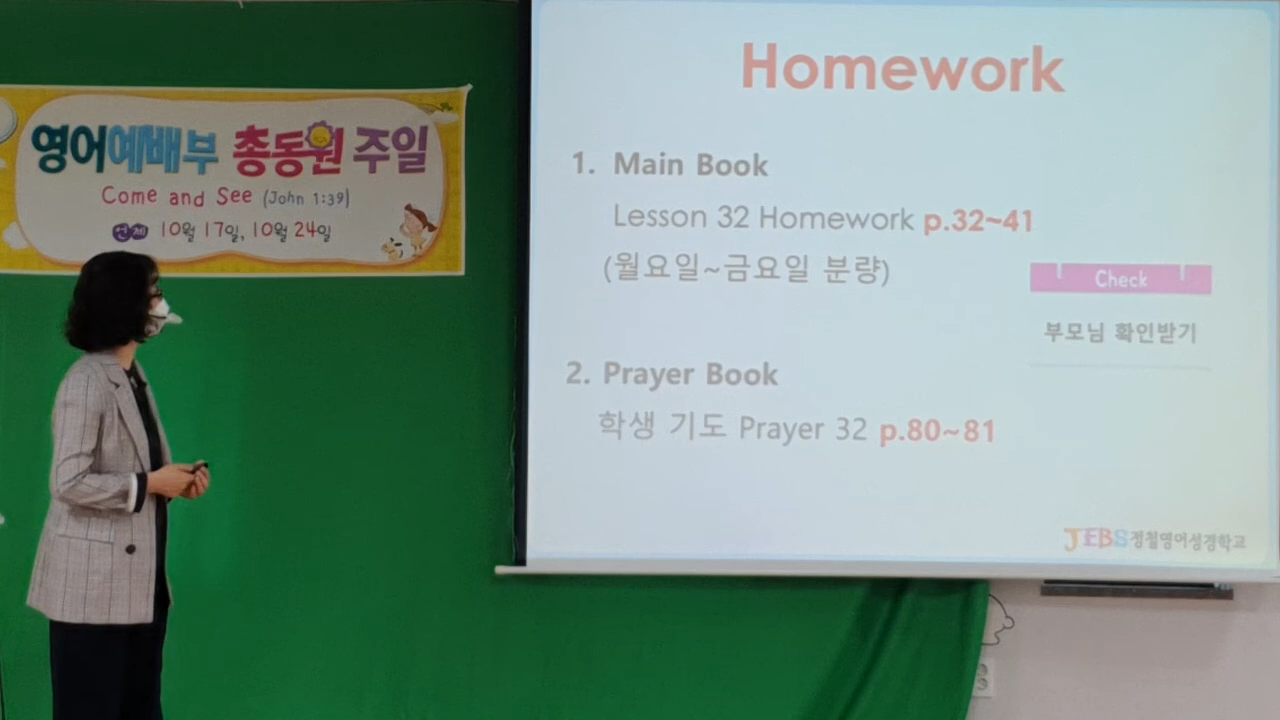 영어예배부 총동원 주일
Come and See (John 1:39)
언제 10월 17일, 10월 24일
Homework
1. Main Book
Lesson 32 Homework p.32~41
(월요일~금요일 분량)
Check
부모님 확인받기
2. Prayer Book
학생 기도 Prayer 32 p.80~81
JEBS정철영어성경학교